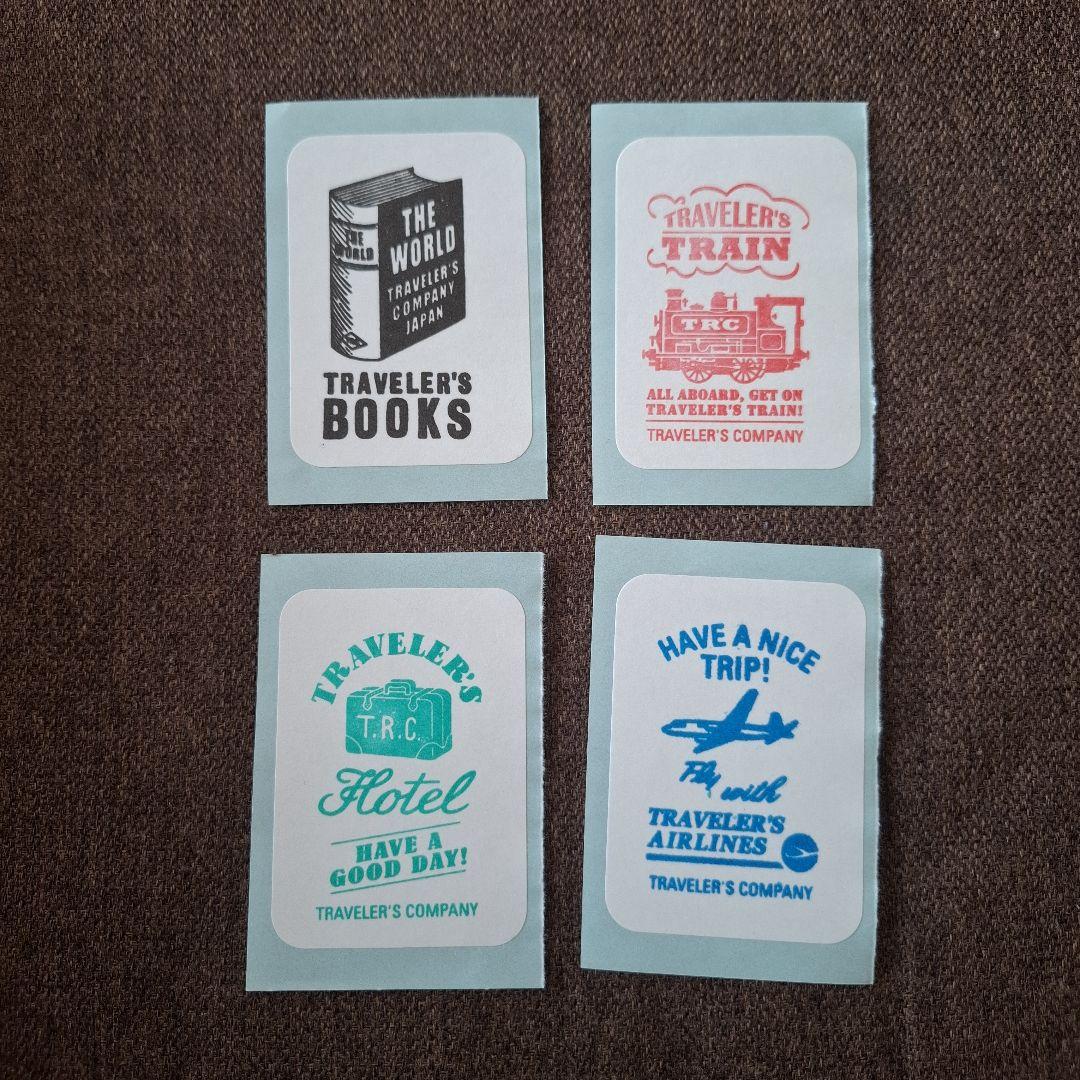 THE
WORLD
THE
WORLD
TRAVELER'S
COMPANY
JAPAN
TRAVELER'S
BOOKS
TRAVELER'S
TRAIN
TRC
ALL ABOARD, GET ON
TRAVELER'S TRAIN!
TRAVELER'S COMPANY
TRAVELER'S
T.R.C.
Hotel
HAVE A
GOOD DAY!
TRAVELER'S COMPANY
HAVE A NICE
TRIP!
Fly with
TRAVELER'S
AIRLINES
TRAVELER'S COMPANY